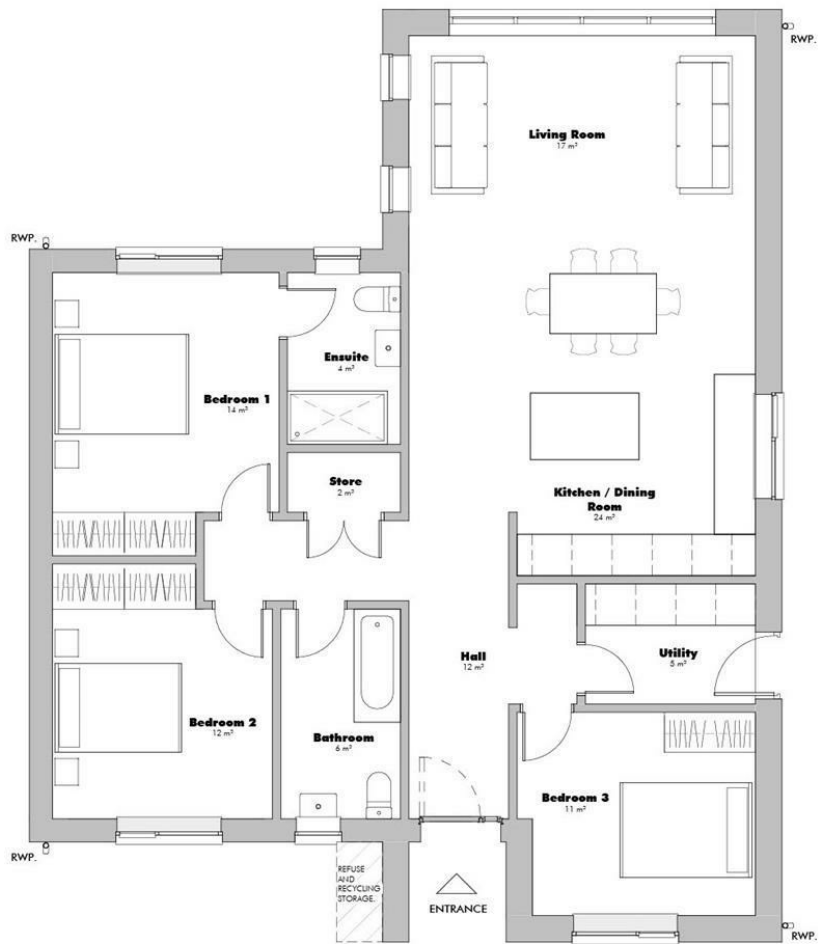 RWP.
Living Room
17 m²
RWP.
Ensuite
4 m²
Bedroom 1
14 m²
Store
2 m²
Kitchen / Dining
Room
24 m²
Hall
12 m²
Utility
5 m²
Bedroom 2
12 m²
Bathroom
6 m²
Bedroom 3
11 m²
RWP.
REFUSE
AND
RECYCLING
STORAGE.
ENTRANCE
RWP.